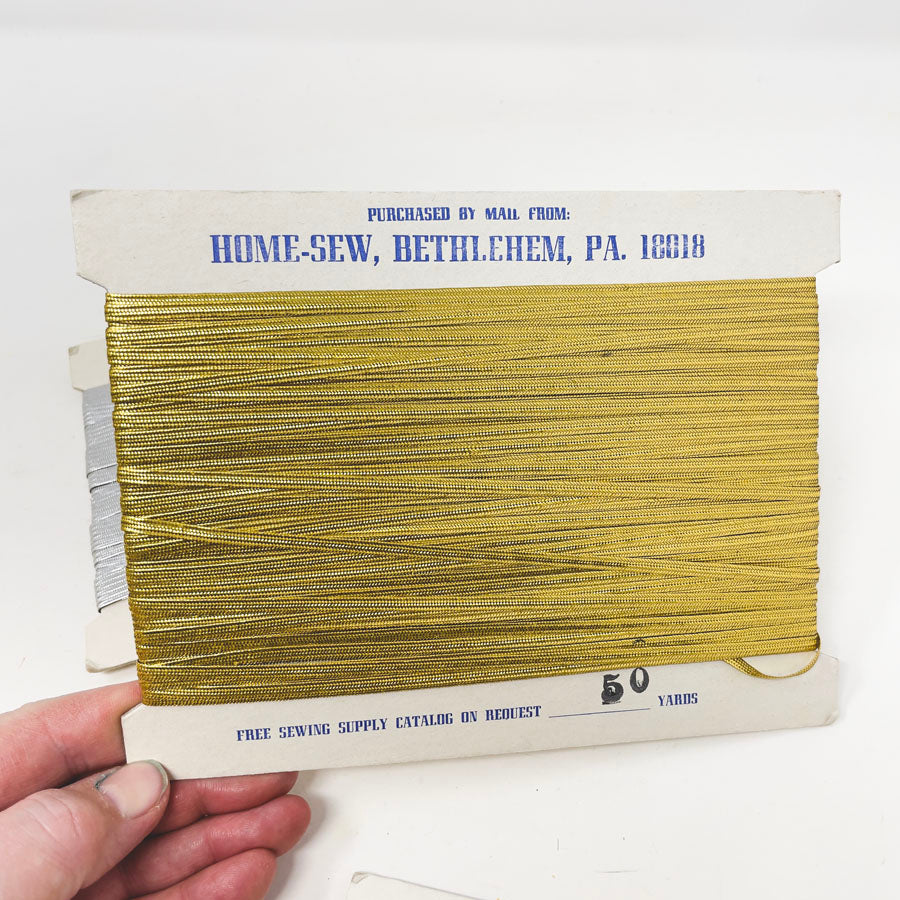 PURCHASED BY MAIL FROM:
HOME-SEW, BETHLEHEM, PA. 18018
FREE SEWING SUPPLY CATALOG ON REQUEST 50 YARDS